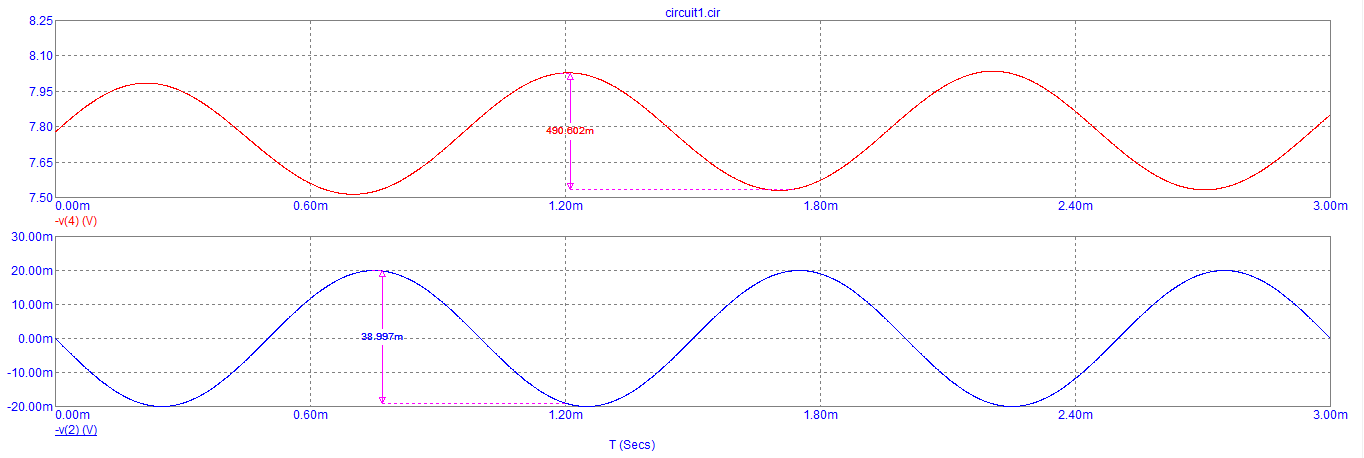 circuit1.cir
8.25
8.10
7.95
7.80
7.65
7.50
490.602m
0.00m 0.60m 1.20m 1.80m 2.40m 3.00m
-v(4) (V)
30.00m
20.00m
10.00m
0.00m
-10.00m
-20.00m
38.997m
0.00m 0.60m 1.20m 1.80m 2.40m 3.00m
-v(2) (V)
T (Secs)